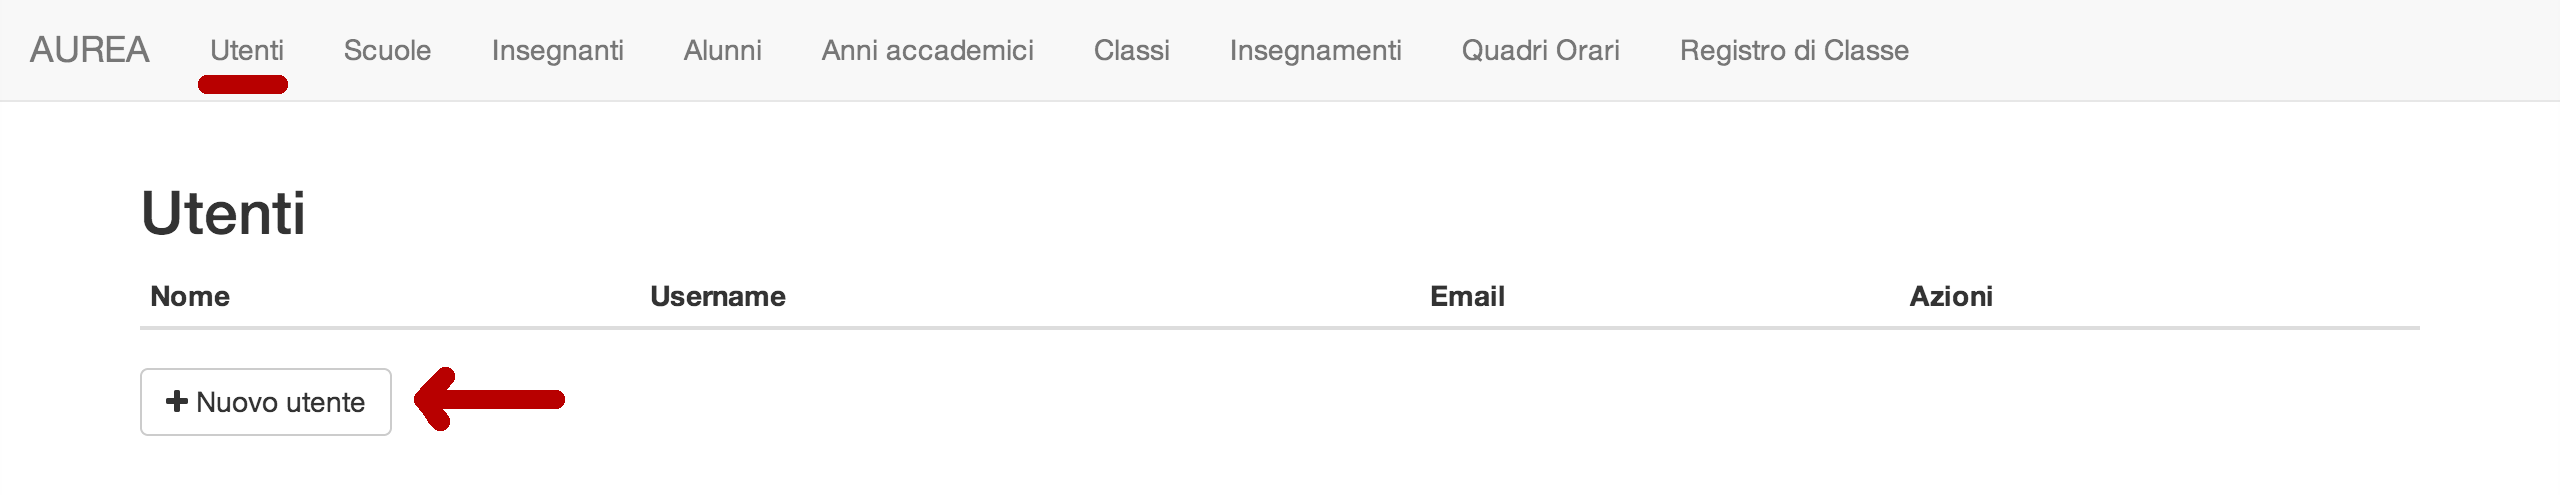 AUREA Utenti Scuole Insegnanti Alunni Anni accademici Classi Insegnamenti Quadri Orari Registro di Classe
Utenti
Nome Username Email Azioni
Nuovo utente